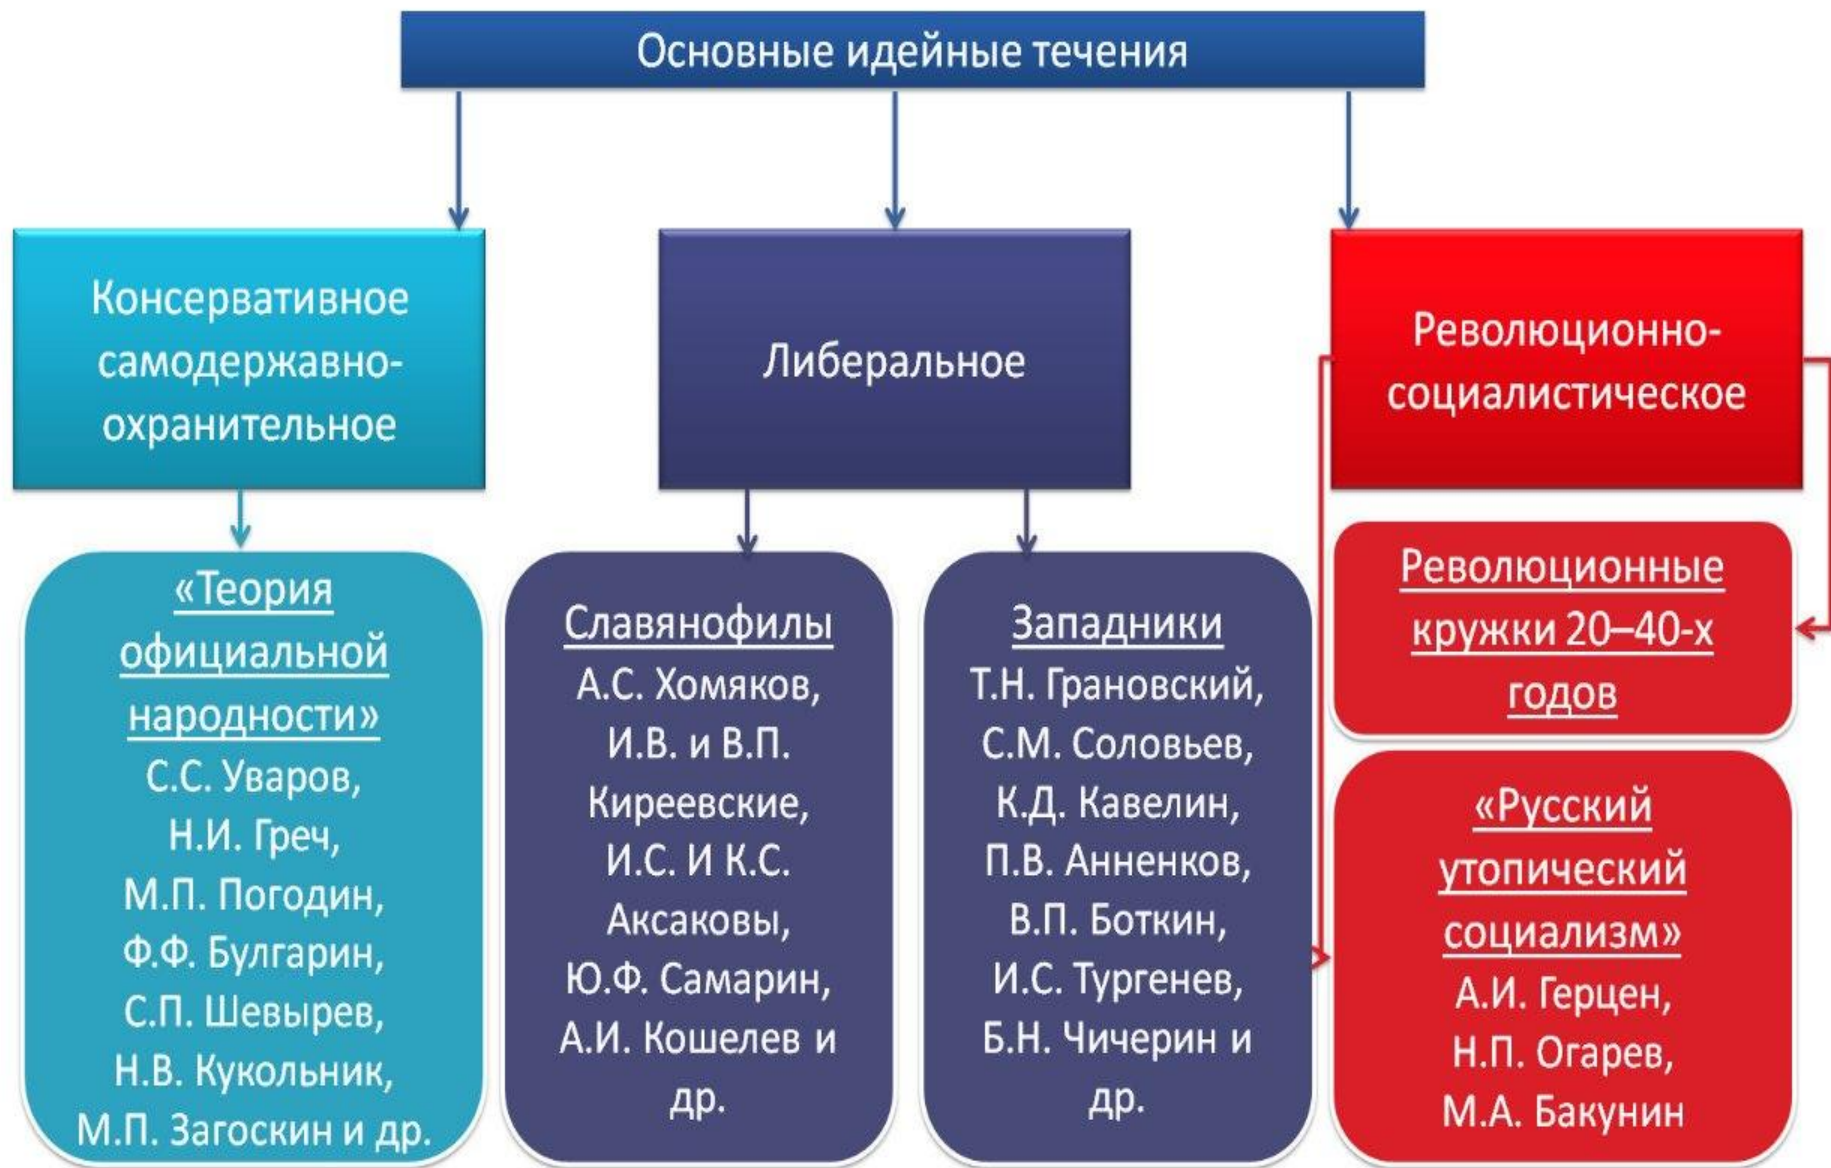 Основные идейные течения
Консервативное
самодержавно-
охранительное
Либеральное
Революционно-
социалистическое
«Теория
официальной
народности»
С.С. Уваров,
Н.И. Греч,
М.П. Погодин,
Ф.Ф. Булгарин,
С.П. Шевырев,
Н.В. Кукольник,
М.П. Загоскин и др.
Славянофилы
А.С. Хомяков,
И.В. и В.П.
Киреевские,
И.С. И К.С.
Аксаковы,
Ю.Ф. Самарин,
А.И. Кошелев и
др.
Западники
Т.Н. Грановский,
С.М. Соловьев,
К.Д. Кавелин,
П.В. Анненков,
В.П. Боткин,
И.С. Тургенев,
Б.Н. Чичерин и
др.
Революционные
кружки 20–40-х
годов
«Русский
утопический
социализм»
А.И. Герцен,
Н.П. Огарев,
М.А. Бакунин